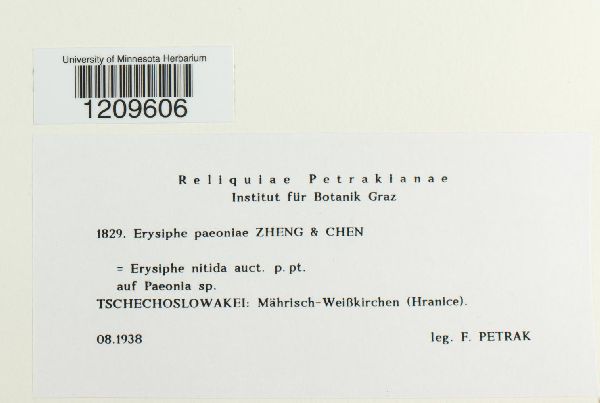 University of Minnesota Herbarium
1209606
Reliquiae Petrakianae
Institut für Botanik Graz
1829. Erysiphe paeoniae ZHENG & CHEN
= Erysiphe nitida auct. p. pt.
auf Paeonia sp.
TSCHECHOSLOWAKEI: Mährisch-Weißkirchen (Hranice).
08.1938 leg. F. PETRAK